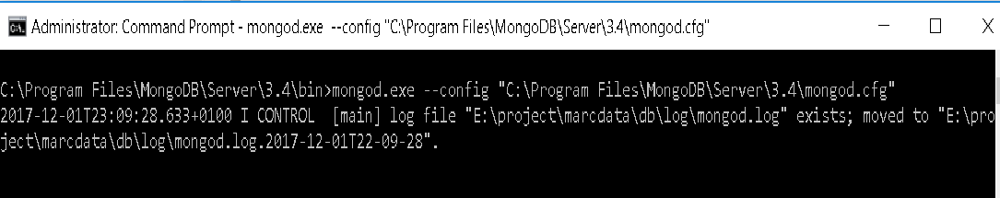 Administrator: Command Prompt - mongod.exe --config "C:\Program Files\MongoDB\Server\3.4\mongod.cfg"
C:\Program Files\MongoDB\Server\3.4\bin>mongod.exe --config "C:\Program Files\MongoDB\Server\3.4\mongod.cfg"
2017-12-01T23:09:28.633+0100 I CONTROL  [main] log file "E:\project\marcdata\db\log\mongod.log" exists; moved to "E:\pro
ject\marcdata\db\log\mongod.log.2017-12-01T22-09-28".